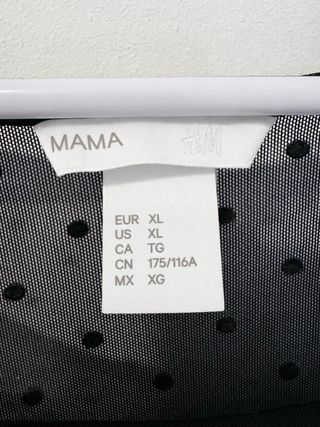 MAMA H&M
EUR XL
US XL
CA TG
CN 175/116A
MX XG